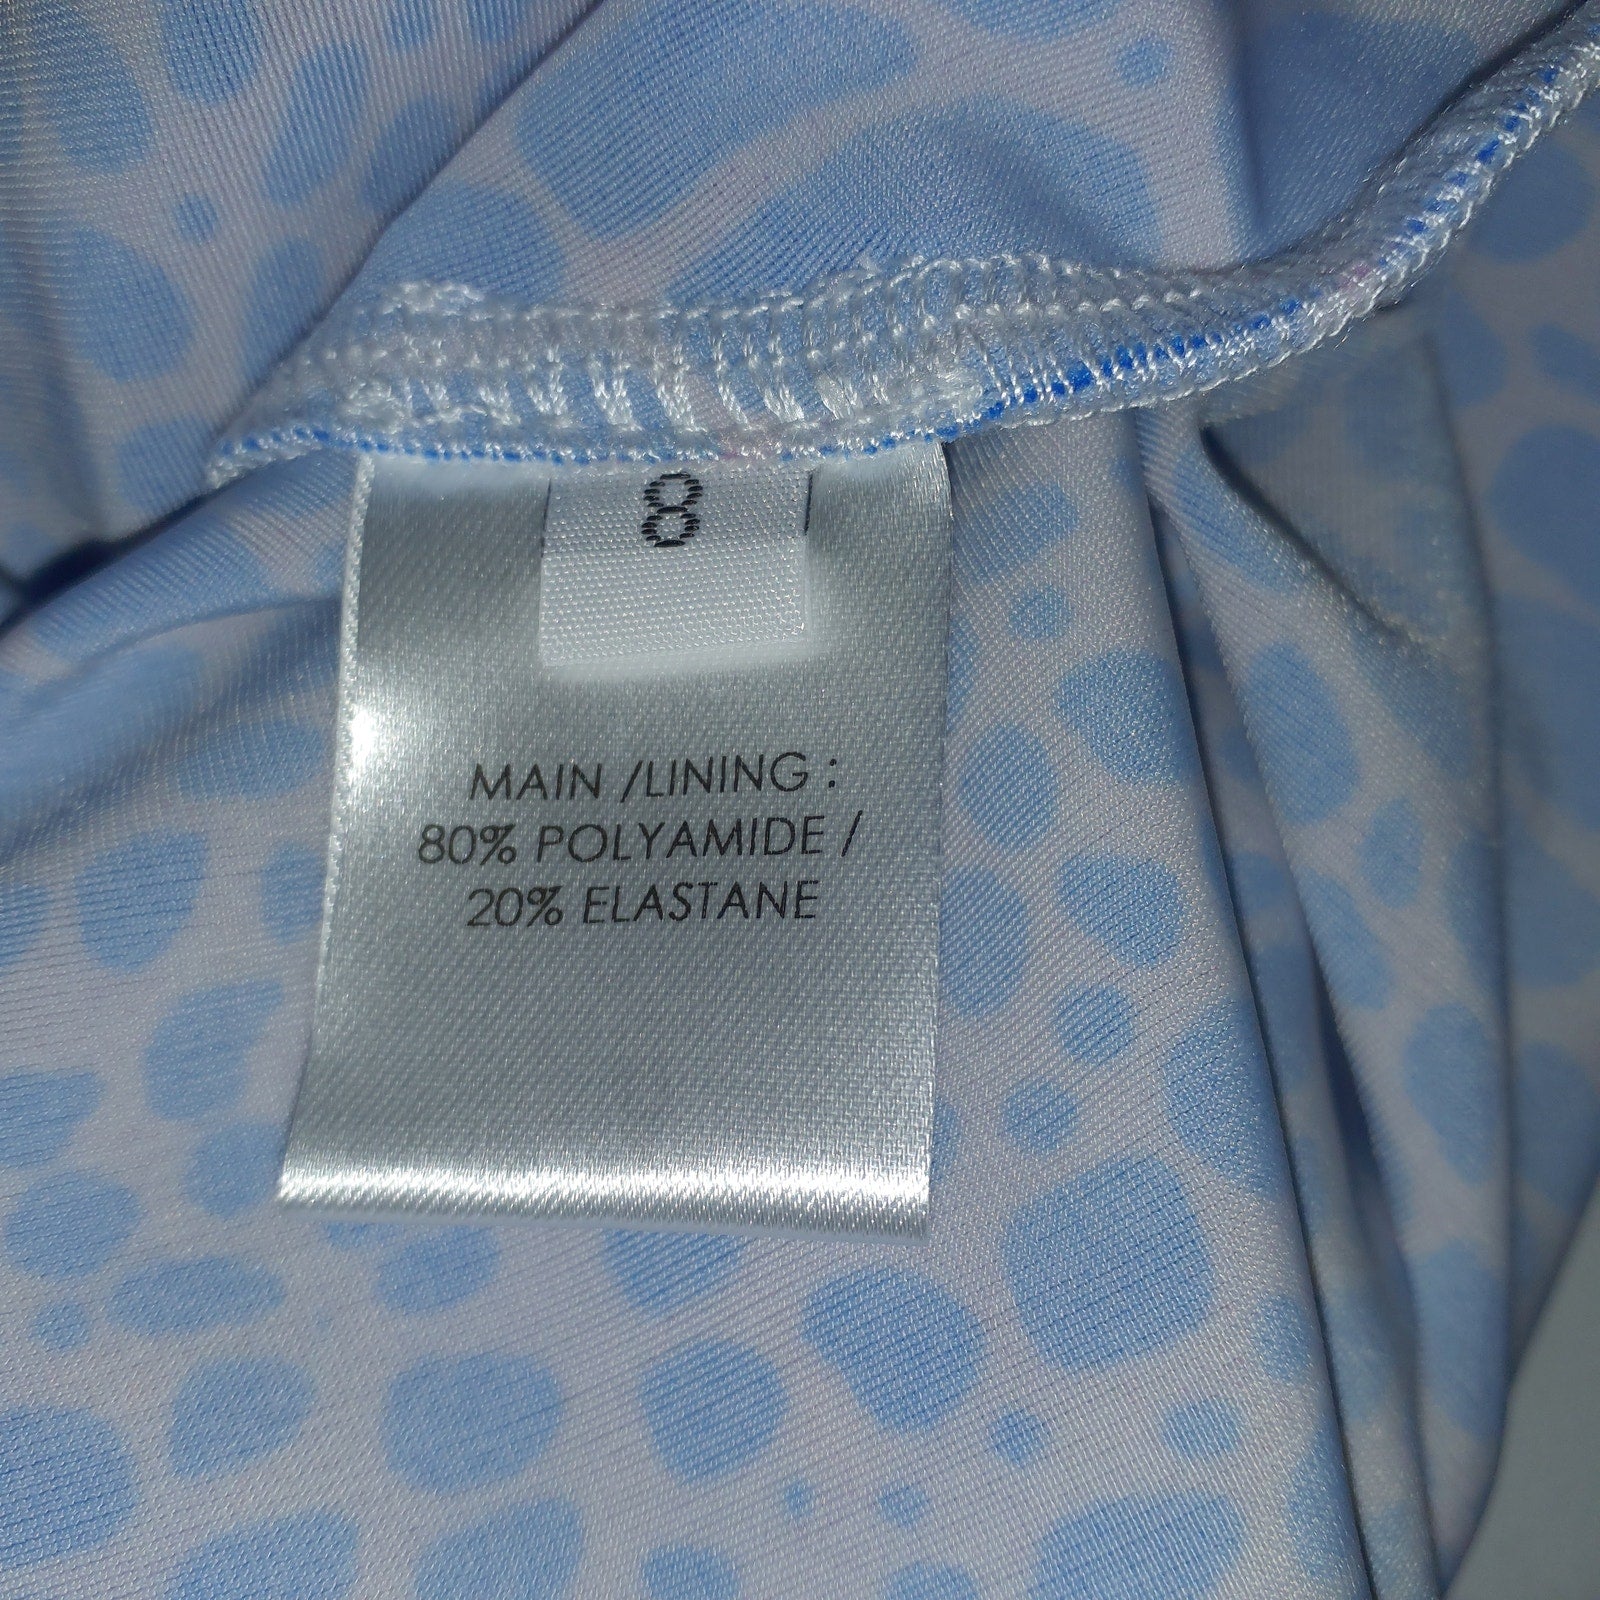 8
MAIN /LINING :
80% POLYAMIDE /
20% ELASTANE